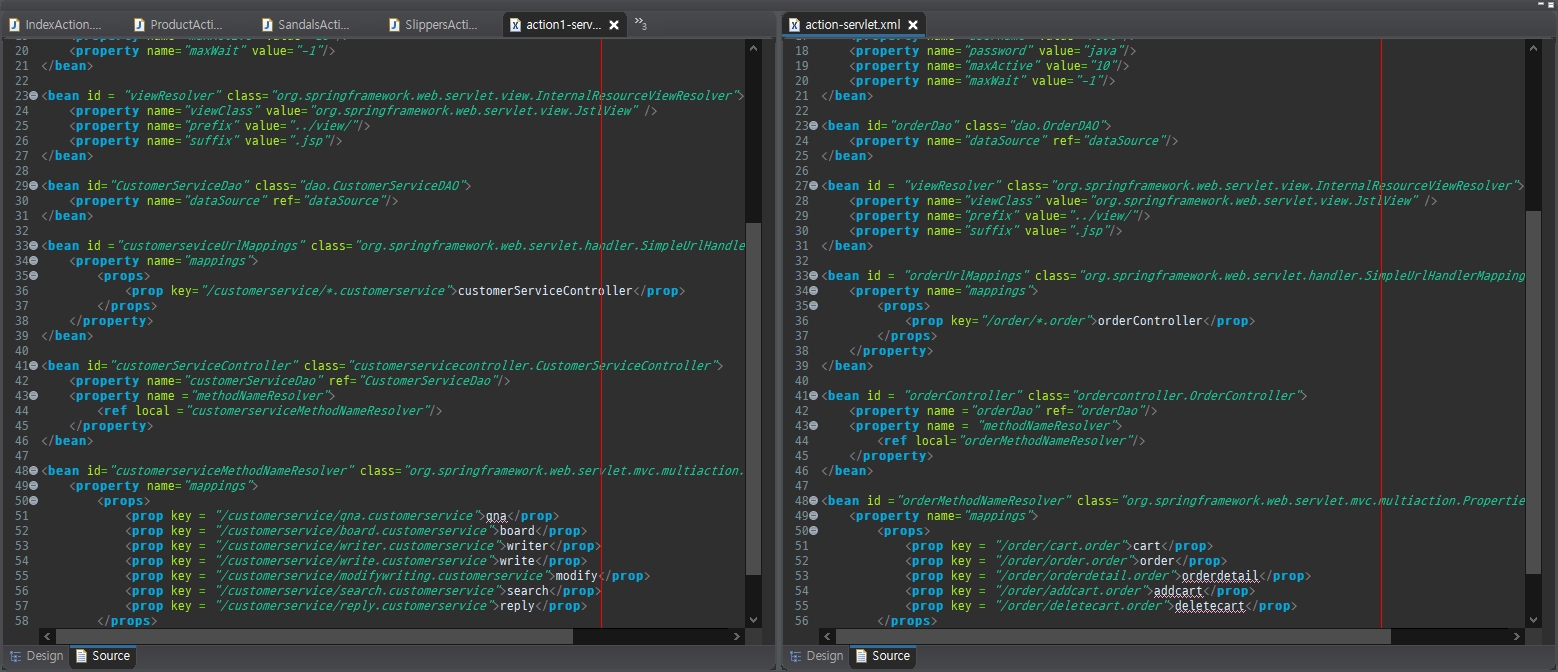 IndexAction....
ProductActi...
SandalsActi...
SlippersActi...
action1-serv...
3
20 <property name="maxWait" value="-1"/>
21 </bean>
22
23 <bean id = "viewResolver" class="org.springframework.web.servlet.view.InternalResourceViewResolver">
24 <property name="viewClass" value="org.springframework.web.servlet.view.JstlView" />
25 <property name="prefix" value="../view/"/>
26 <property name="suffix" value=".jsp"/>
27 </bean>
28
29 <bean id="CustomerServiceDao" class="dao.CustomerServiceDAO">
30 <property name="dataSource" ref="dataSource"/>
31 </bean>
32
33 <bean id ="customerseviceUrlMappings" class="org.springframework.web.servlet.handler.SimpleUrlHandle
34 <property name="mappings">
35 <props>
36 <prop key="/customerservice/*.customerservice">customerServiceController</prop>
37 </props>
38 </property>
39 </bean>
40
41 <bean id="customerServiceController" class="customerservicecontroller.CustomerServiceController">
42 <property name="customerServiceDao" ref="CustomerServiceDao"/>
43 <property name ="methodNameResolver">
44 <ref local ="customerserviceMethodNameResolver"/>
45 </property>
46 </bean>
47
48 <bean id="customerserviceMethodNameResolver" class="org.springframework.web.servlet.mvc.multiaction.
49 <property name="mappings">
50 <props>
51 <prop key = "/customerservice/qna.customerservice">qna</prop>
52 <prop key = "/customerservice/board.customerservice">board</prop>
53 <prop key = "/customerservice/writer.customerservice">writer</prop>
54 <prop key = "/customerservice/write.customerservice">write</prop>
55 <prop key = "/customerservice/modifywriting.customerservice">modify</prop>
56 <prop key = "/customerservice/search.customerservice">search</prop>
57 <prop key = "/customerservice/reply.customerservice">reply</prop>
58 </props>
Design
Source
action-servlet.xml
18 <property name="password" value="java"/>
19 <property name="maxActive" value="10"/>
20 <property name="maxWait" value="-1"/>
21 </bean>
22
23 <bean id="orderDao" class="dao.OrderDAO">
24 <property name="dataSource" ref="dataSource"/>
25 </bean>
26
27 <bean id = "viewResolver" class="org.springframework.web.servlet.view.InternalResourceViewResolver">
28 <property name="viewClass" value="org.springframework.web.servlet.view.JstlView" />
29 <property name="prefix" value="../view/"/>
30 <property name="suffix" value=".jsp"/>
31 </bean>
32
33 <bean id = "orderUrlMappings" class="org.springframework.web.servlet.handler.SimpleUrlHandlerMapping
34 <property name="mappings">
35 <props>
36 <prop key="/order/*.order">orderController</prop>
37 </props>
38 </property>
39 </bean>
40
41 <bean id = "orderController" class="ordercontroller.OrderController">
42 <property name ="orderDao" ref="orderDao"/>
43 <property name = "methodNameResolver">
44 <ref local="orderMethodNameResolver"/>
45 </property>
46 </bean>
47
48 <bean id ="orderMethodNameResolver" class="org.springframework.web.servlet.mvc.multiaction.Propertie
49 <property name="mappings">
50 <props>
51 <prop key = "/order/cart.order">cart</prop>
52 <prop key = "/order/order.order">order</prop>
53 <prop key = "/order/orderdetail.order">orderdetail</prop>
54 <prop key = "/order/addcart.order">addcart</prop>
55 <prop key = "/order/deletecart.order">deletecart</prop>
56 </props>
Design
Source